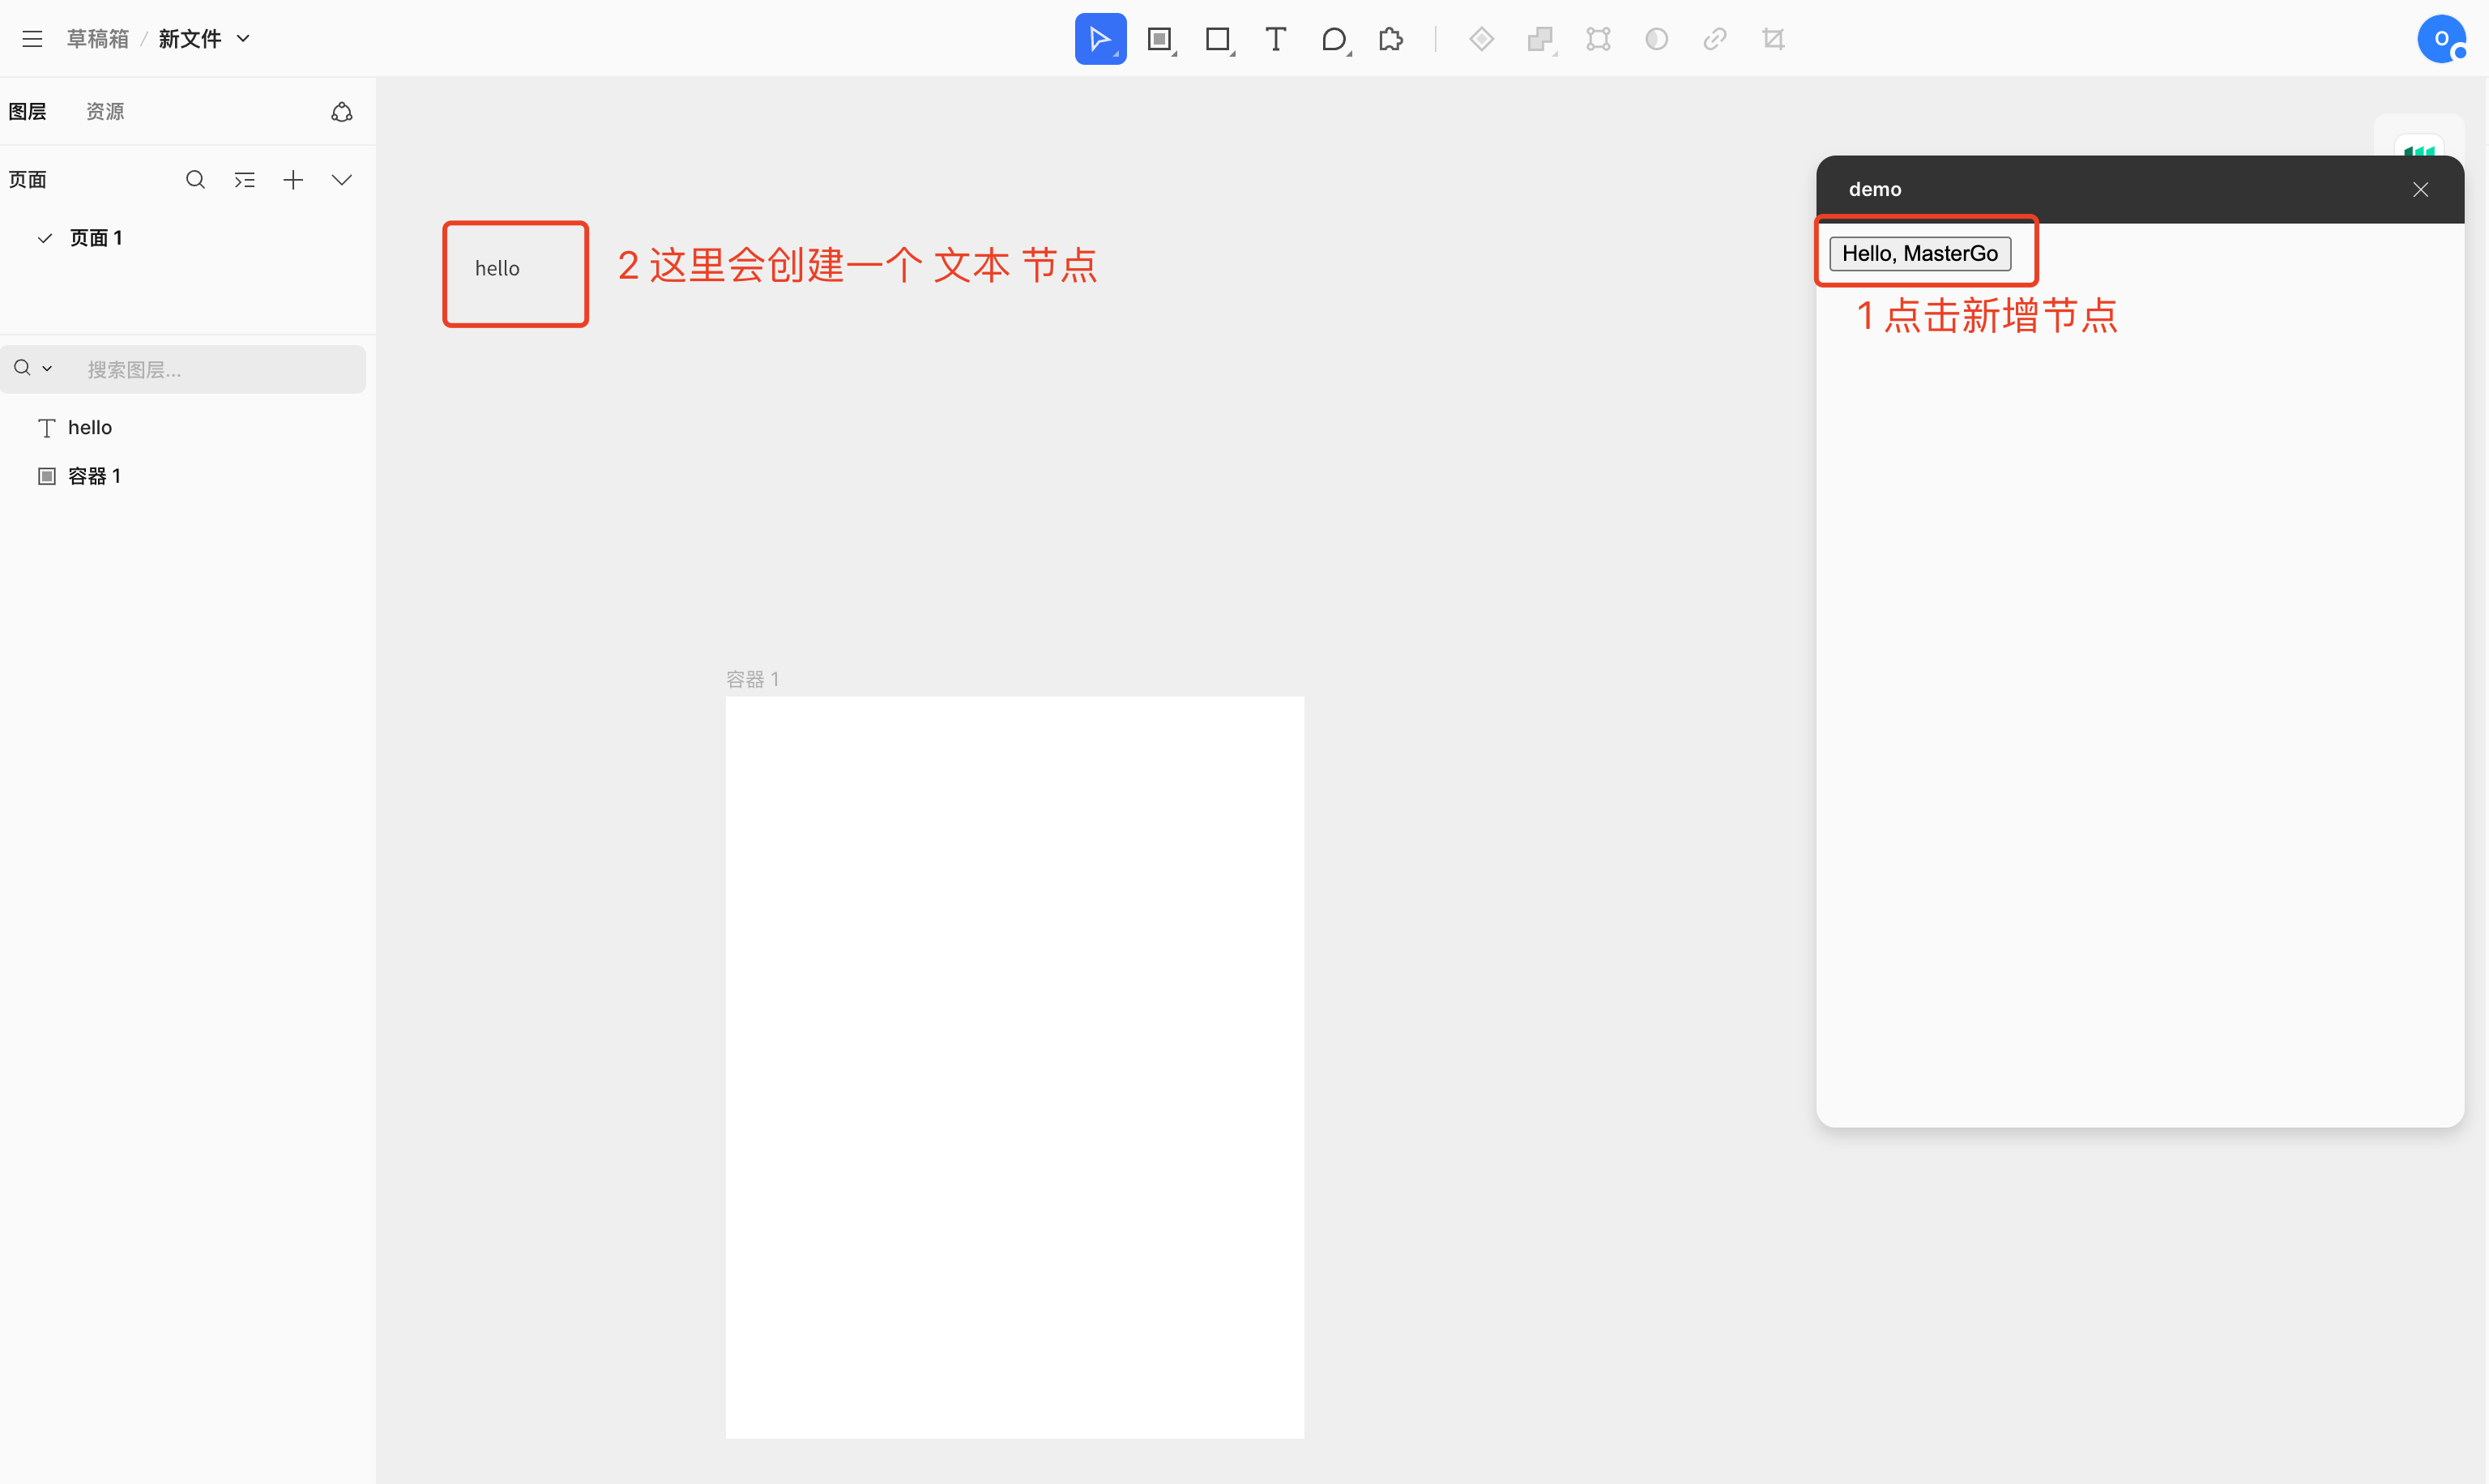 草稿箱 / 新文件
O
图层 资源
页面
页面 1
搜索图层...
hello
容器 1
hello
2 这里会创建一个 文本 节点
容器 1
demo
Hello, MasterGo
1 点击新增节点